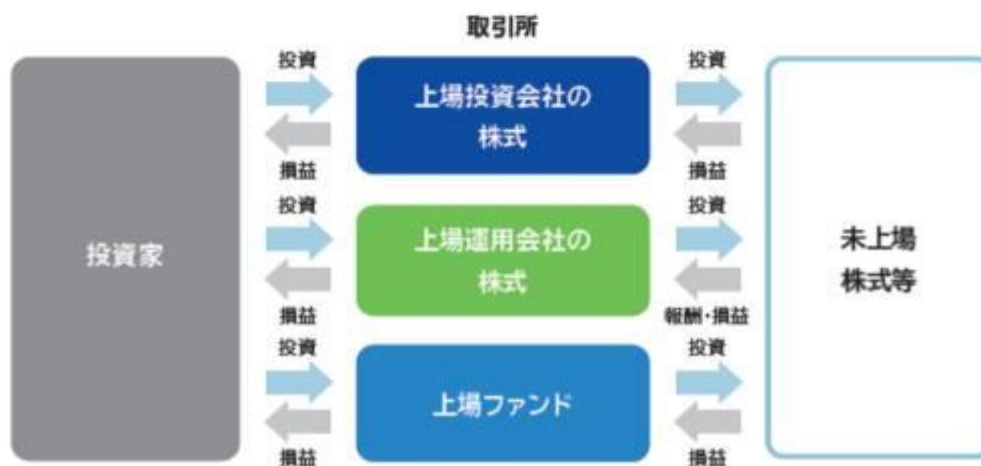 取引所
投資
投資
上場投資会社の
株式
損益
損益
投資
投資
投資家
上場運用会社の
株式
未上場
株式等
損益
報酬・損益
投資
投資
上場ファンド
損益
損益